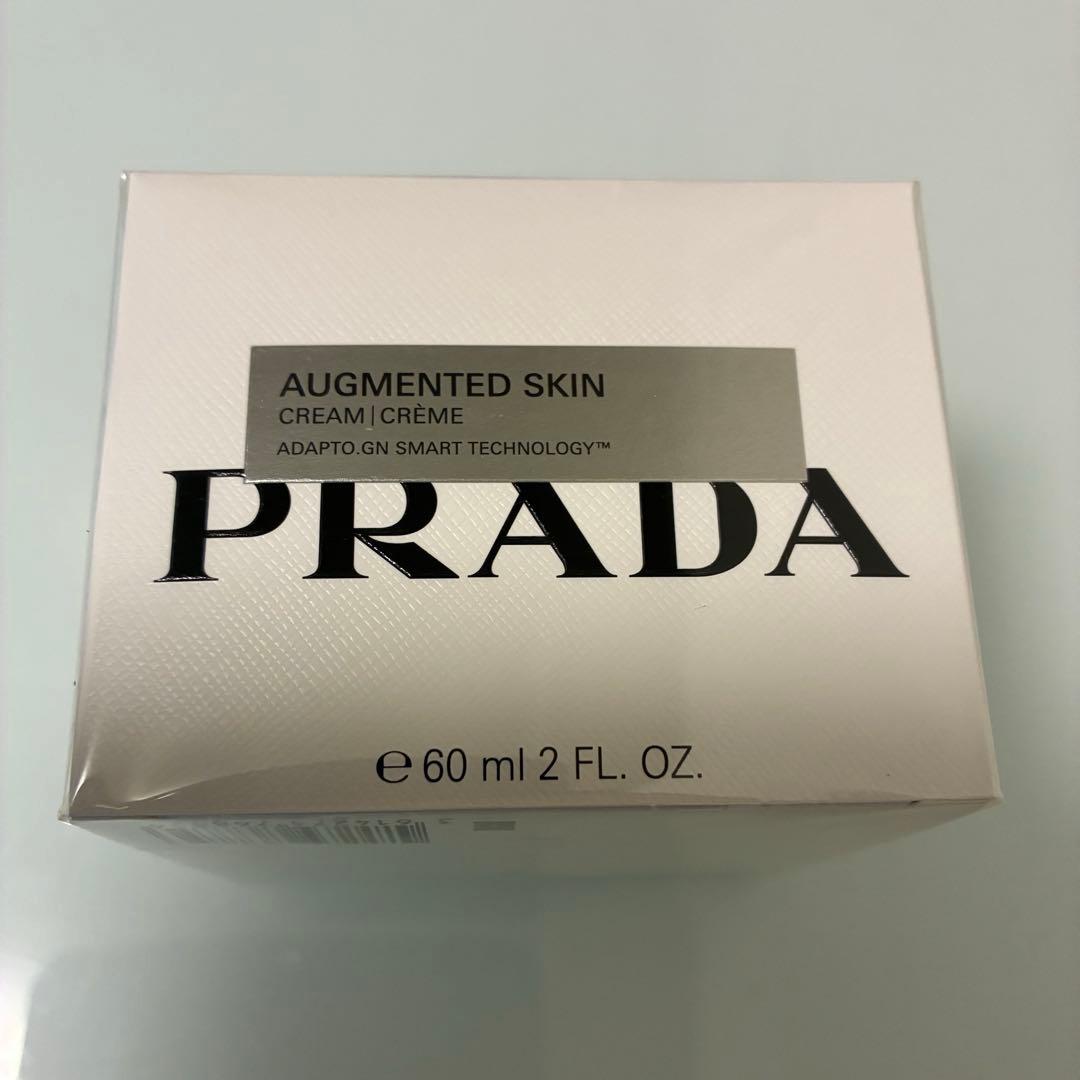 AUGMENTED SKIN
CREAM | CRÈME
ADAPTO.GN SMART TECHNOLOGY™
PRADA
℮ 60 ml 2 FL. OZ.